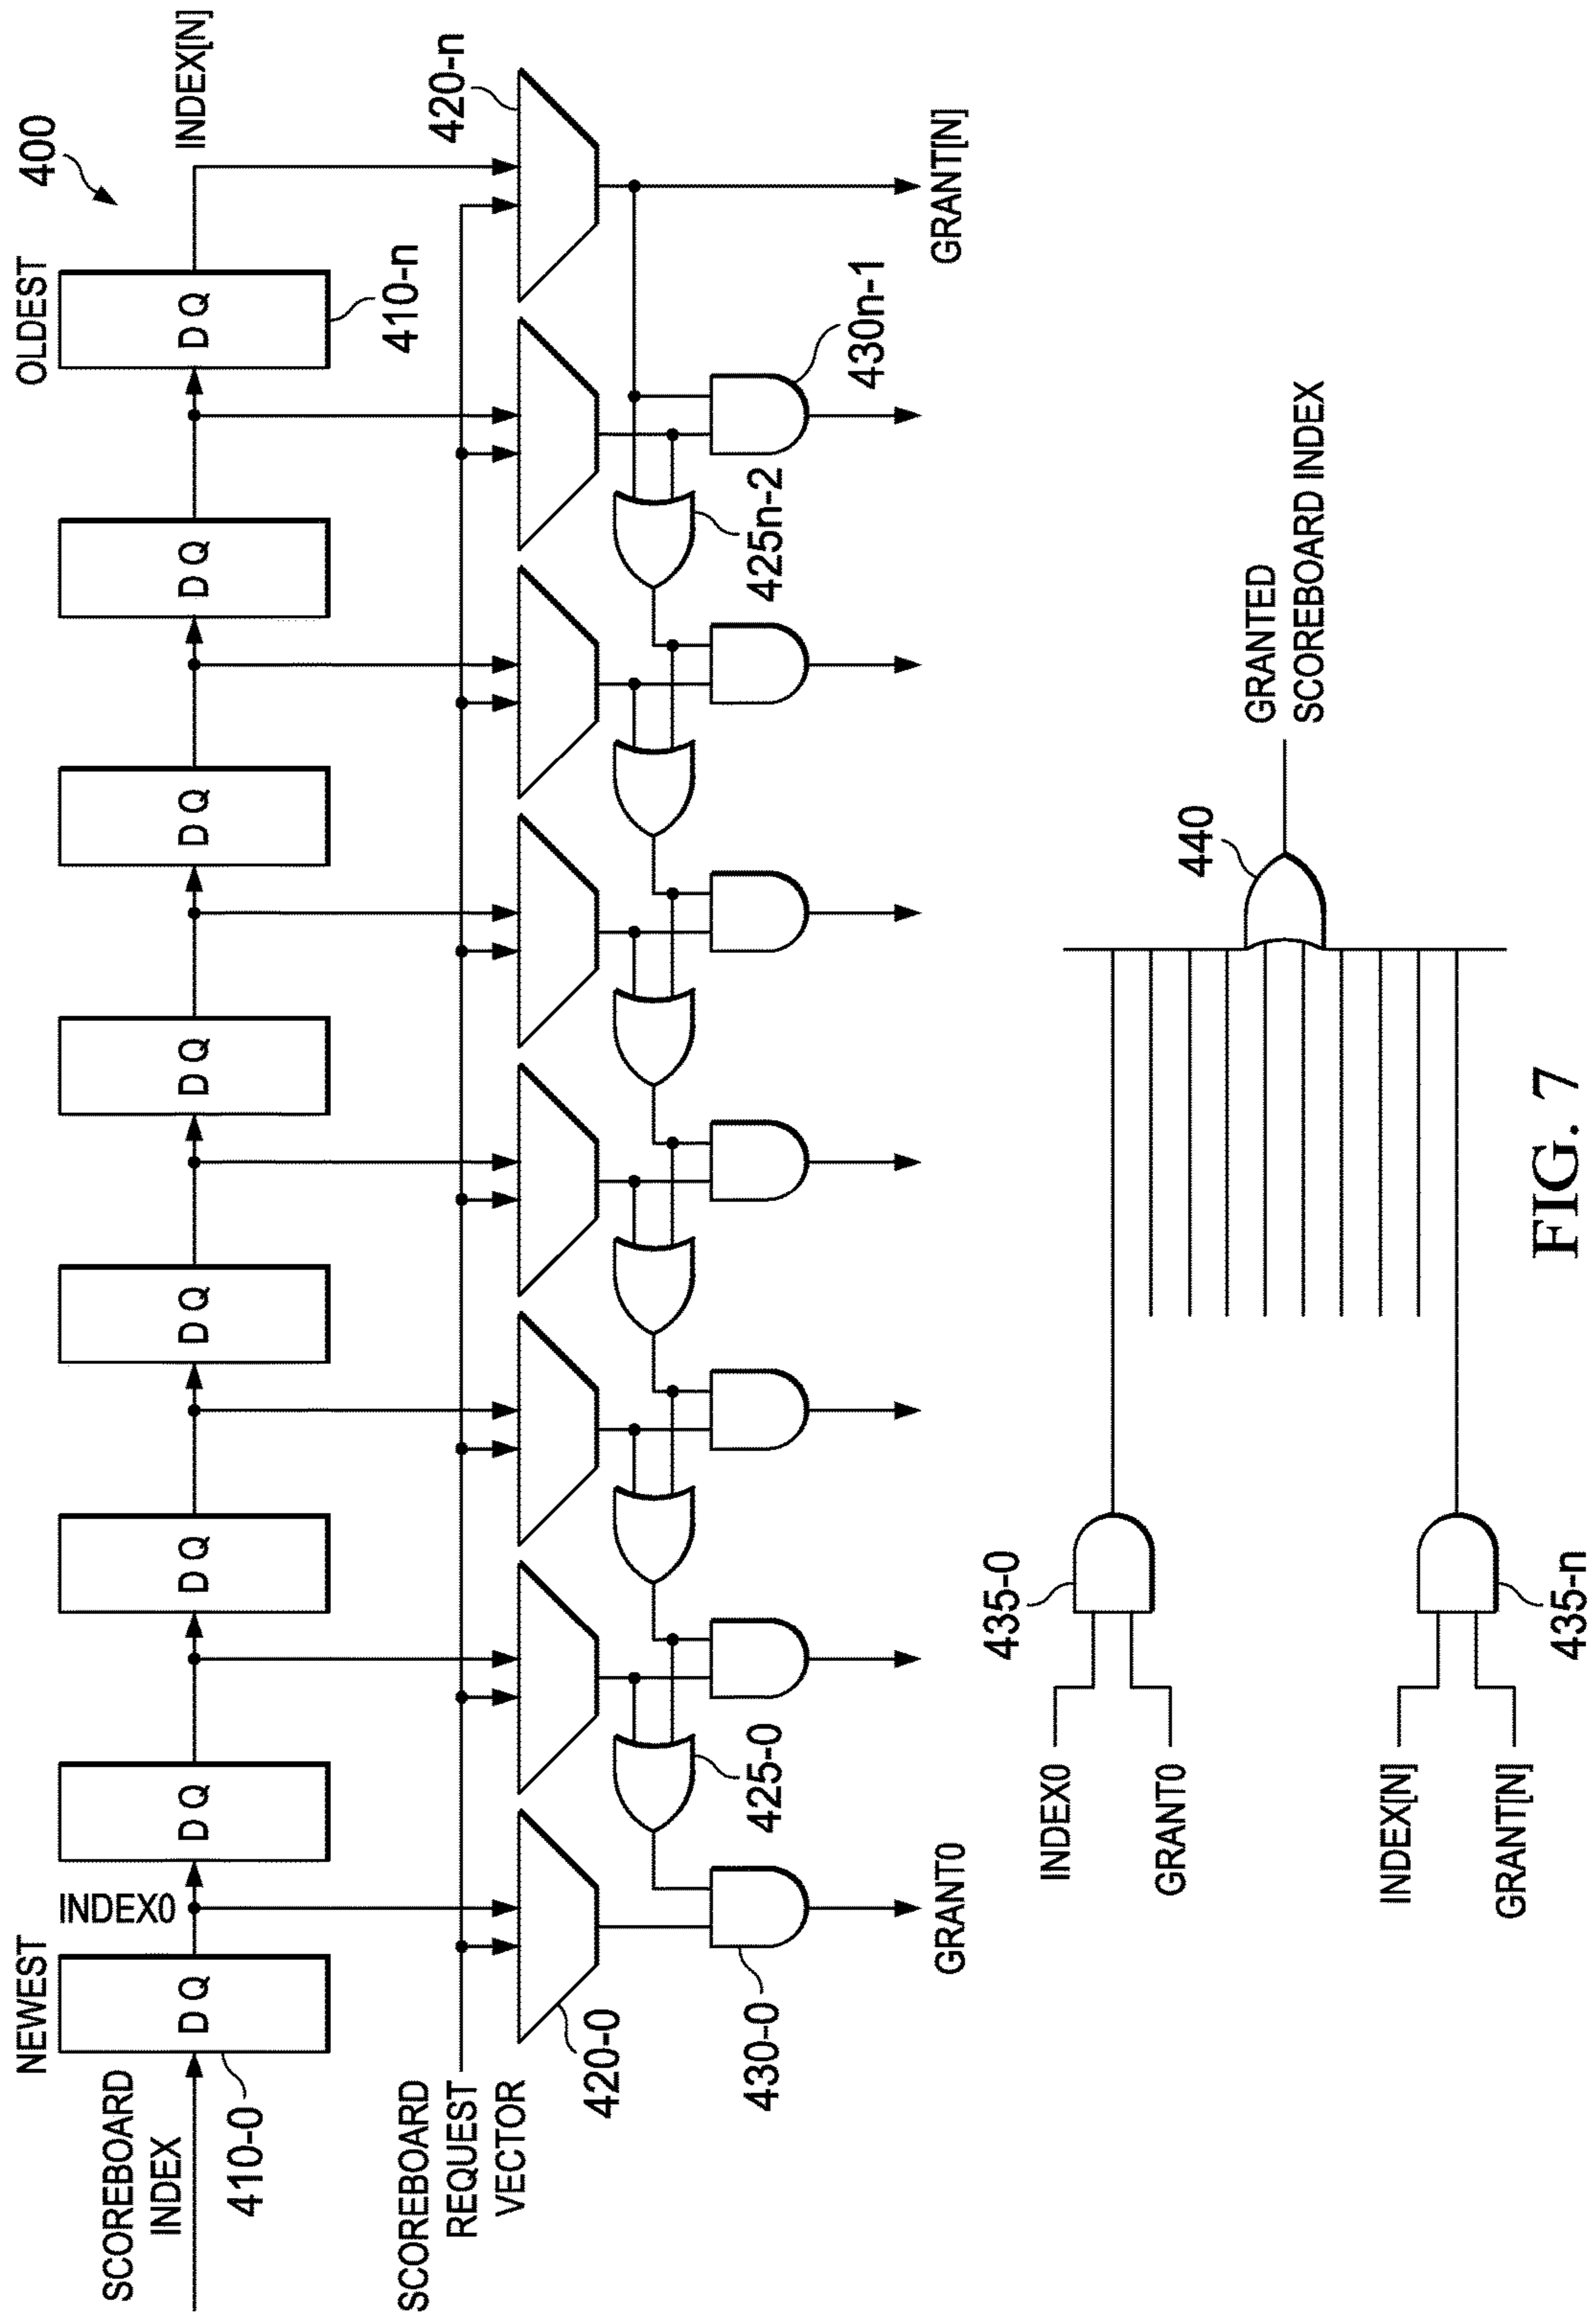 400
NEWEST
OLDEST
SCOREBOARD
INDEX
D Q
INDEX0
D Q
D Q
D Q
D Q
D Q
D Q
D Q
INDEX[N]
410-0
410-n
SCOREBOARD
REQUEST
VECTOR
420-0
420-n
425-0
425n-2
430-0
430n-1
GRANT0
GRANT[N]
435-0
INDEX0
GRANT0
440
GRANTED
SCOREBOARD INDEX
INDEX[N]
GRANT[N]
435-n
FIG. 7